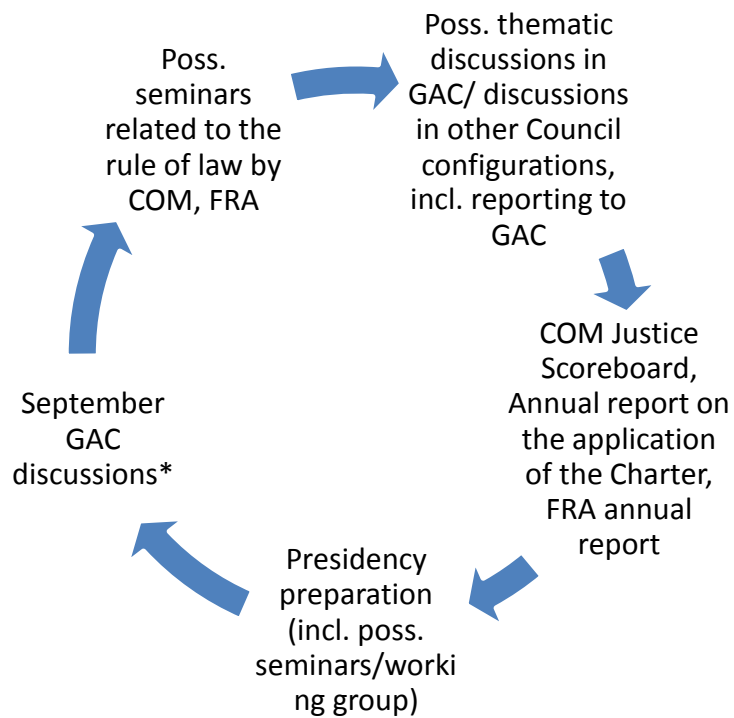 Poss.
seminars
related to the
rule of law by
COM, FRA
Poss. thematic
discussions in
GAC/ discussions
in other Council
configurations,
incl. reporting to
GAC
COM Justice
Scoreboard,
Annual report on
the application
of the Charter,
FRA annual
report
Presidency
preparation
(incl. poss.
seminars/worki
ng group)
September
GAC
discussions*